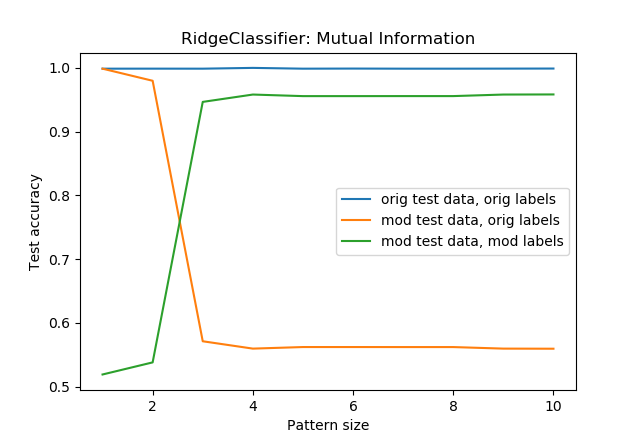 RidgeClassifier: Mutual Information
Test accuracy
1.0
0.9
0.8
0.7
0.6
0.5
orig test data, orig labels
mod test data, orig labels
mod test data, mod labels
2
4
6
8
10
Pattern size